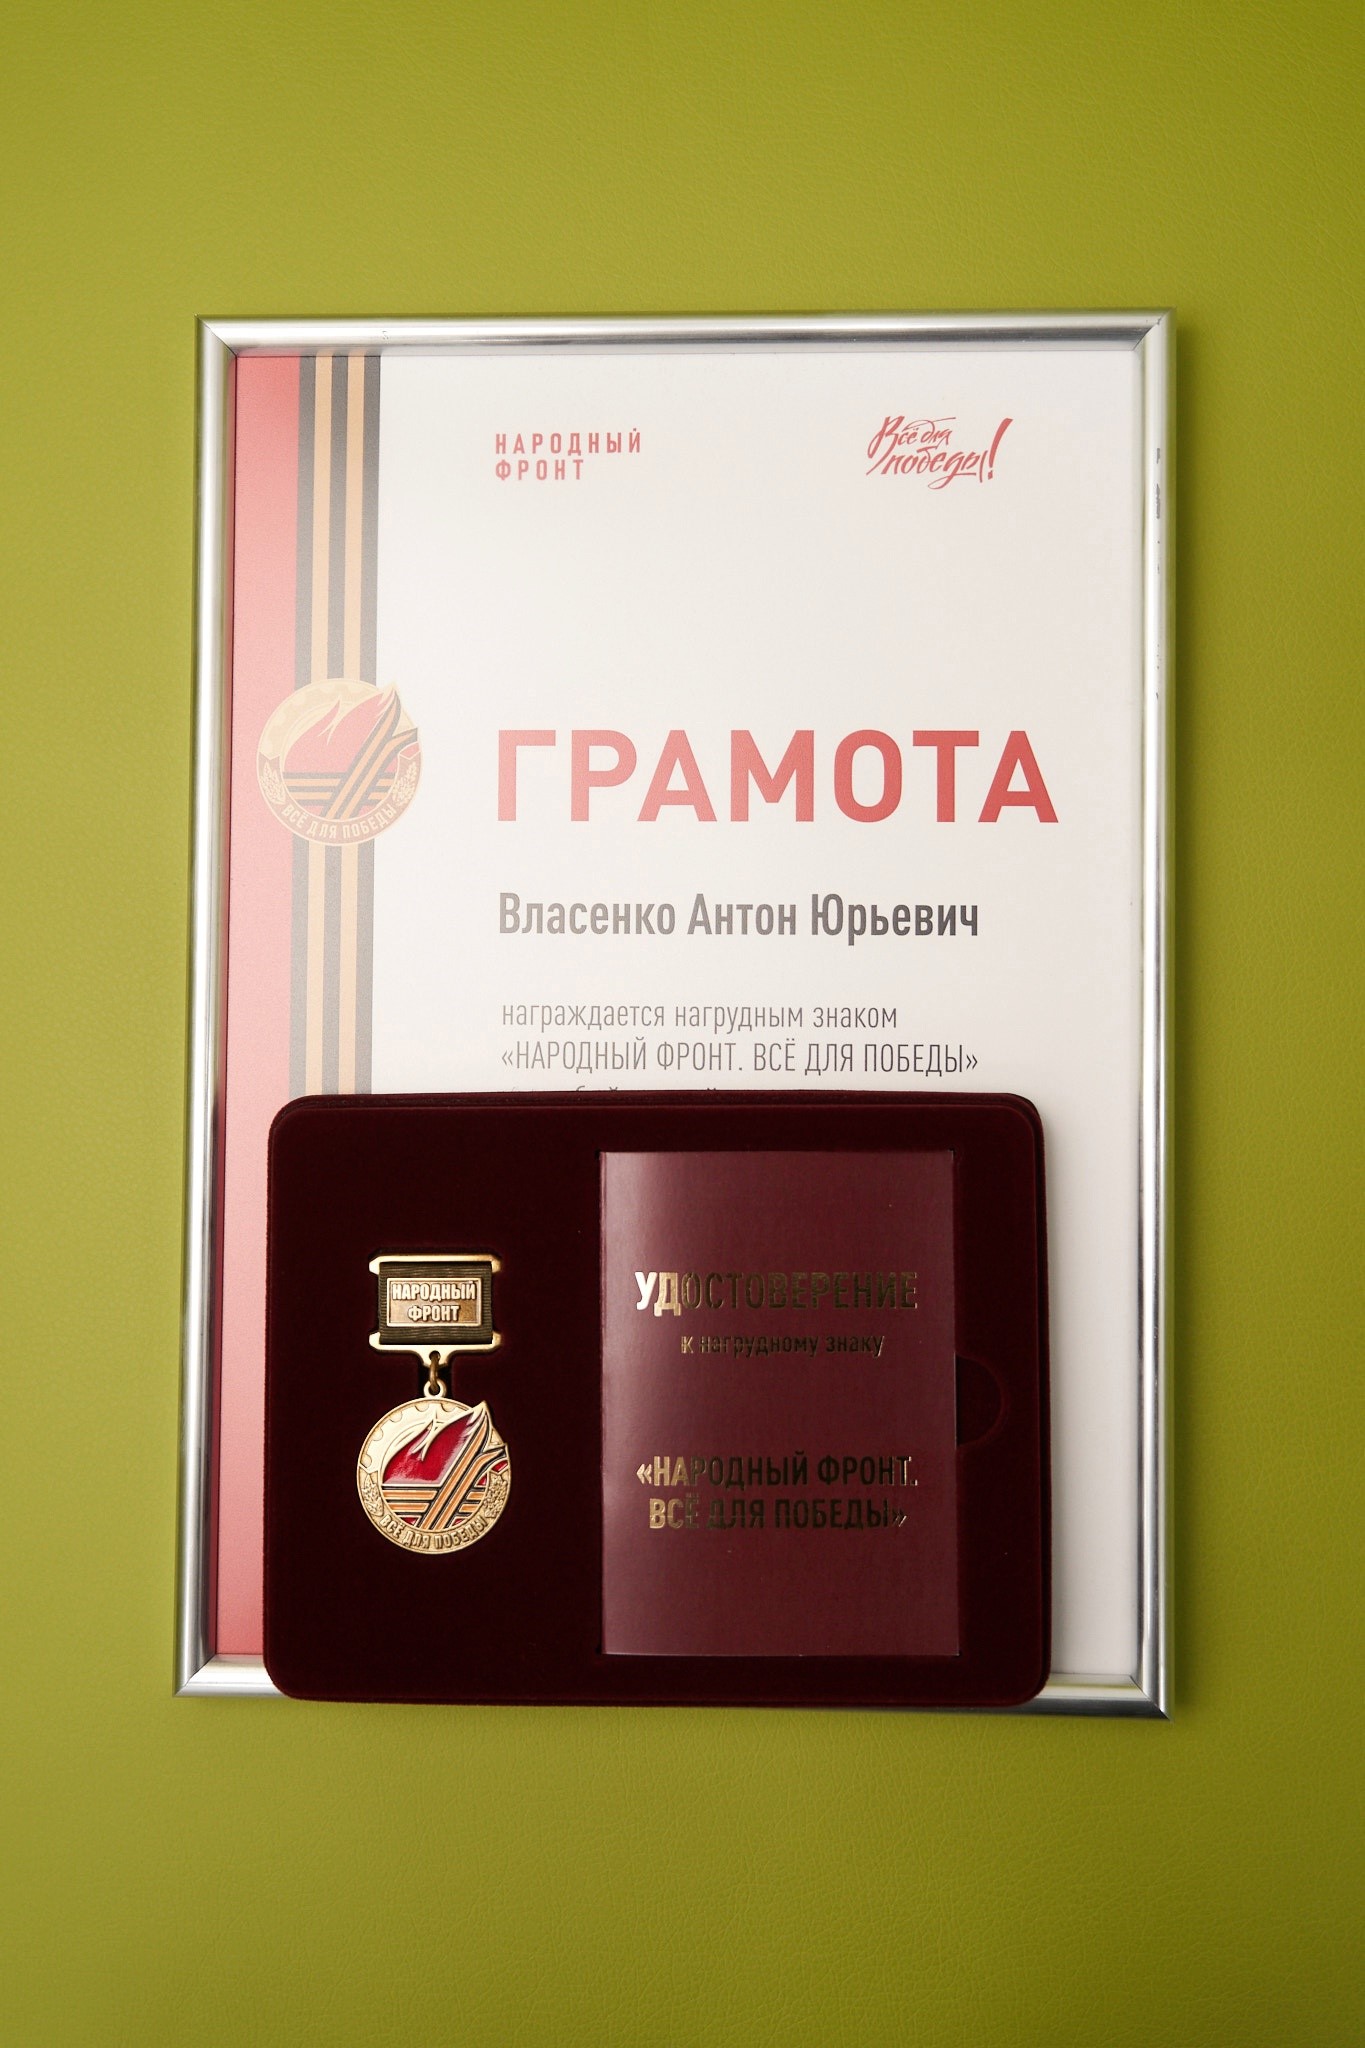 НАРОДНЫЙ
ФРОНТ
Всё для
победы!
ГРАМОТА
ВСЁ ДЛЯ ПОБЕДЫ
Власенко Антон Юрьевич
награждается нагрудным знаком
«НАРОДНЫЙ ФРОНТ. ВСЁ ДЛЯ ПОБЕДЫ»
НАРОДНЫЙ
ФРОНТ
ВСЁ ДЛЯ ПОБЕДЫ
УДОСТОВЕРЕНИЕ
к нагрудному знаку
«НАРОДНЫЙ ФРОНТ.
ВСЁ ДЛЯ ПОБЕДЫ»